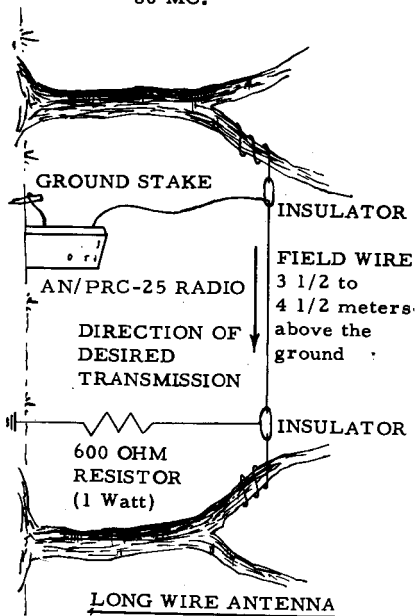 30 MC.
GROUND STAKE
INSULATOR
AN/PRC-25 RADIO
FIELD WIRE
3 1/2 to
4 1/2 meters
above the
ground
DIRECTION OF
DESIRED
TRANSMISSION
INSULATOR
600 OHM
RESISTOR
(1 Watt)
LONG WIRE ANTENNA